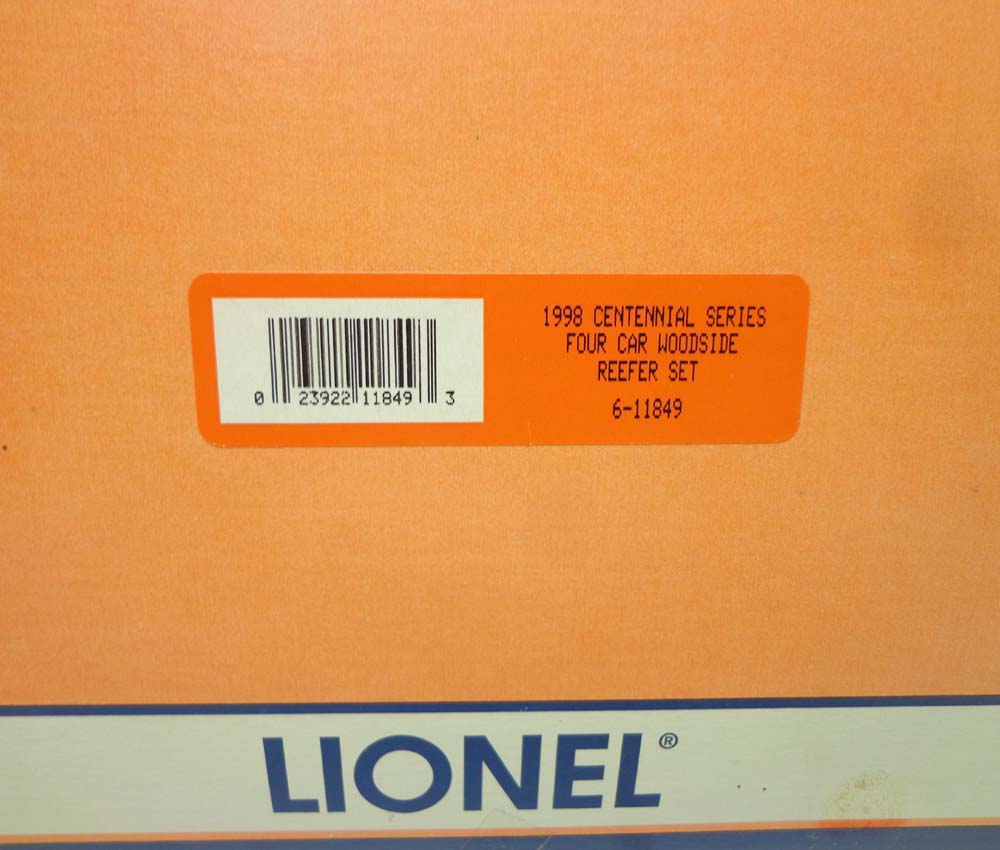 1998 CENTENNIAL SERIES
FOUR CAR WOODSIDE
REEFER SET
6-11849
0 23922 11849 3
LIONEL®